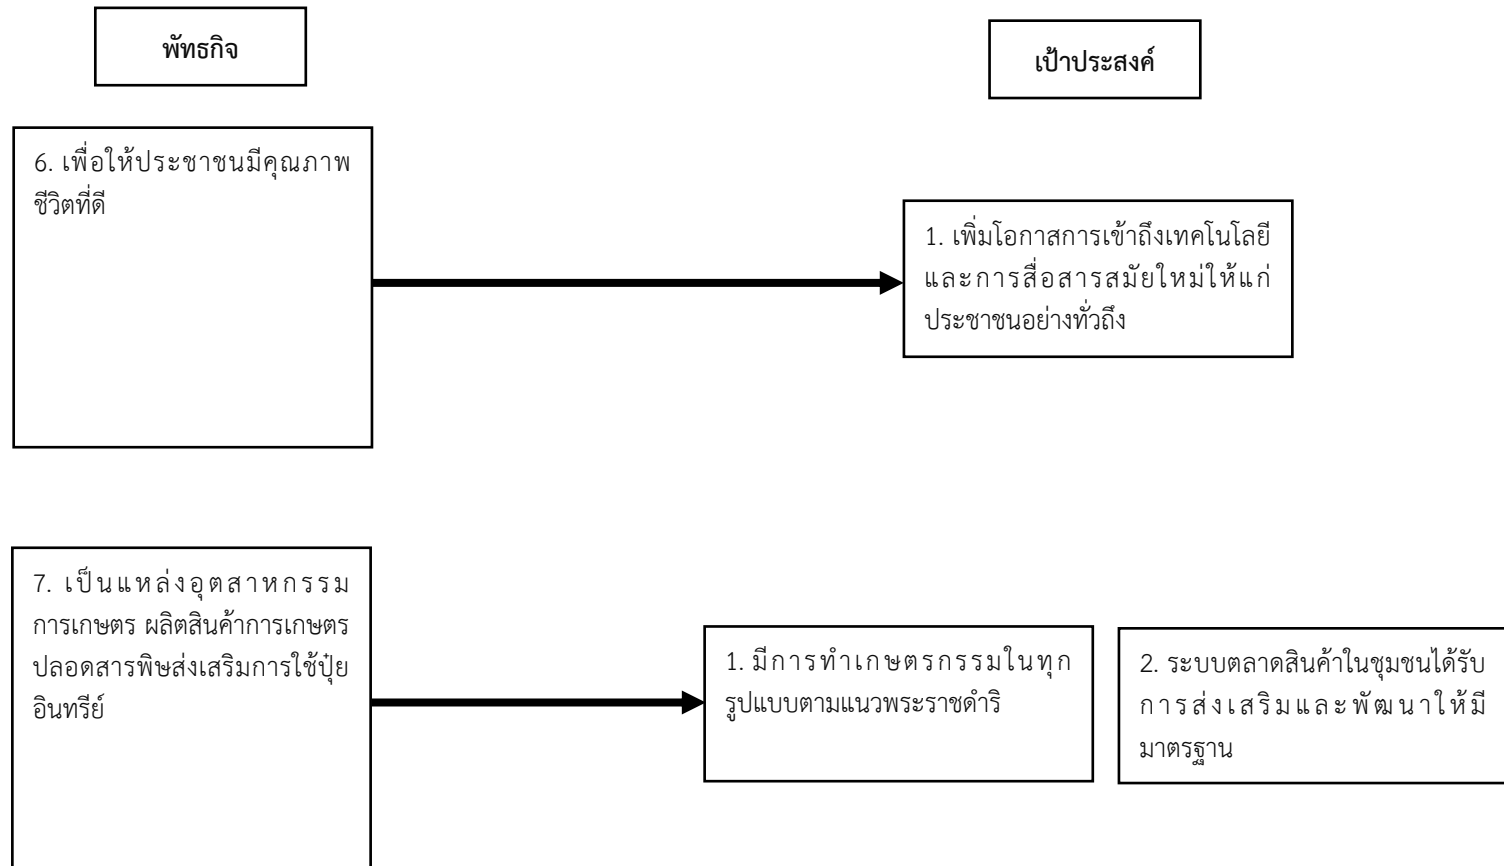 พัทธกิจ
เป้าประสงค์
6. เพื่อให้ประชาชนมีคุณภาพ
ชีวิตที่ดี
1. เพิ่มโอกาสการเข้าถึงเทคโนโลยี
และการสื่อสารสมัยใหม่ให้แก่
ประชาชนอย่างทั่วถึง
7. เป็นแหล่งอุตสาหกรรม
การเกษตร ผลิตสินค้าการเกษตร
ปลอดสารพิษส่งเสริมการใช้ปุ๋ย
อินทรีย์
1. มีการทำเกษตรกรรมในทุก
รูปแบบตามแนวพระราชดำริ
2. ระบบตลาดสินค้าในชุมชนได้รับ
การส่งเสริมและพัฒนาให้มี
มาตรฐาน